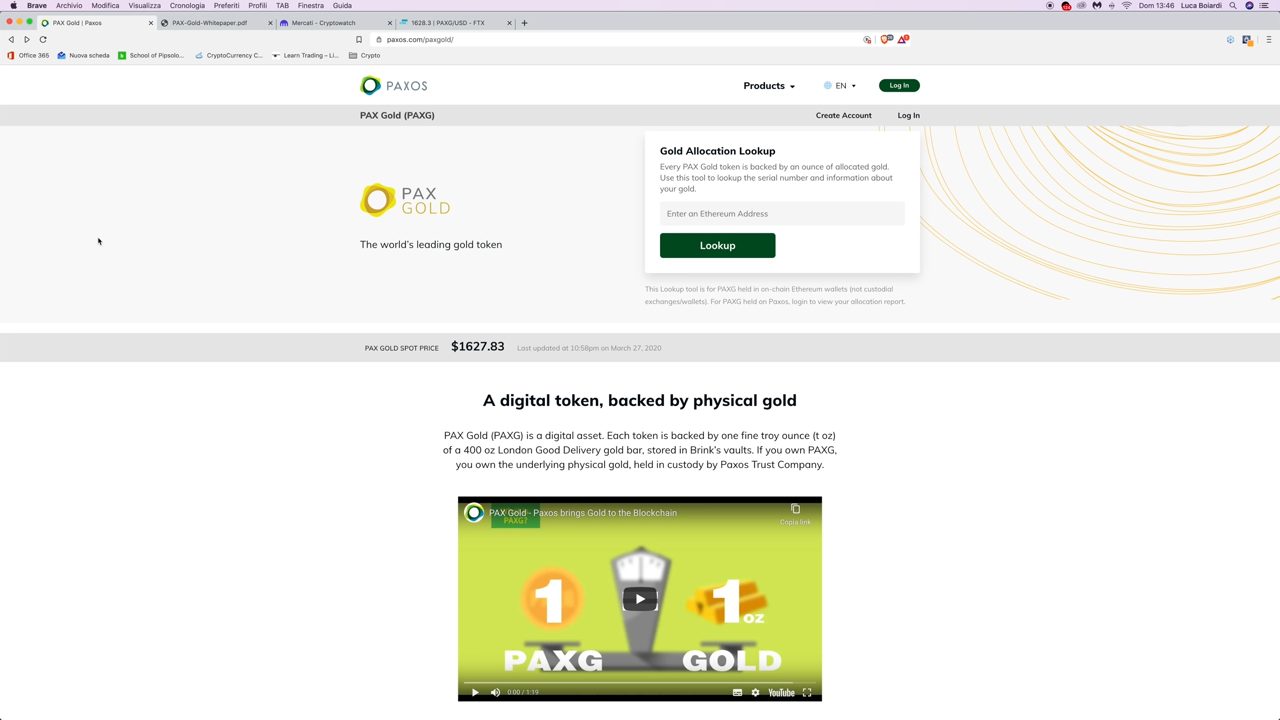 Brave Archivio Modifica Visualizza Cronologia Preferiti Profili TAB Finestra Guida
Dom 13:46 Luca Boiardi
PAX Gold | Paxos
PAX-Gold-Whitepaper.pdf
Mercati - Cryptowatch
1628.3 | PAXG/USD - FTX
paxos.com/paxgold/
Office 365
Nuova scheda
School of Pipsolo...
CryptoCurrency C...
Learn Trading – Li...
Crypto
PAXOS
Products
EN
Log In
PAX Gold (PAXG)
Create Account
Log In
PAX
GOLD
The world's leading gold token
Gold Allocation Lookup
Every PAX Gold token is backed by an ounce of allocated gold.
Use this tool to lookup the serial number and information about
your gold.
Enter an Ethereum Address
Lookup
This Lookup tool is for PAXG held in on-chain Ethereum wallets (not custodial
exchanges/wallets). For PAXG held on Paxos, login to view your allocation report.
PAX GOLD SPOT PRICE $1627.83 Last updated at 10:58pm on March 27, 2020
A digital token, backed by physical gold
PAX Gold (PAXG) is a digital asset. Each token is backed by one fine troy ounce (t oz)
of a 400 oz London Good Delivery gold bar, stored in Brink's vaults. If you own PAXG,
you own the underlying physical gold, held in custody by Paxos Trust Company.
PAX Gold - Paxos brings Gold to the Blockchain
PAXG?
Copia link
1
1 oz
PAXG GOLD
0:00 / 1:19
YouTube